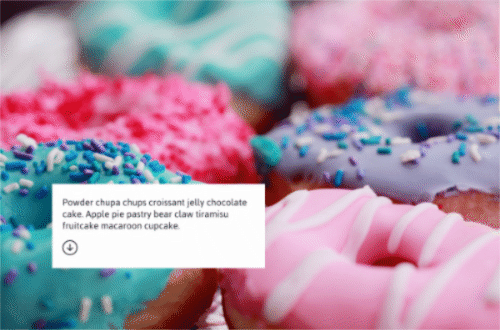 Powder chupa chups croissant jelly chocolate
cake. Apple pie pastry bear claw tiramisu
fruitcake macaroon cupcake.